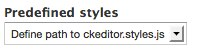 Predefined styles
Define path to ckeditor.styles.js